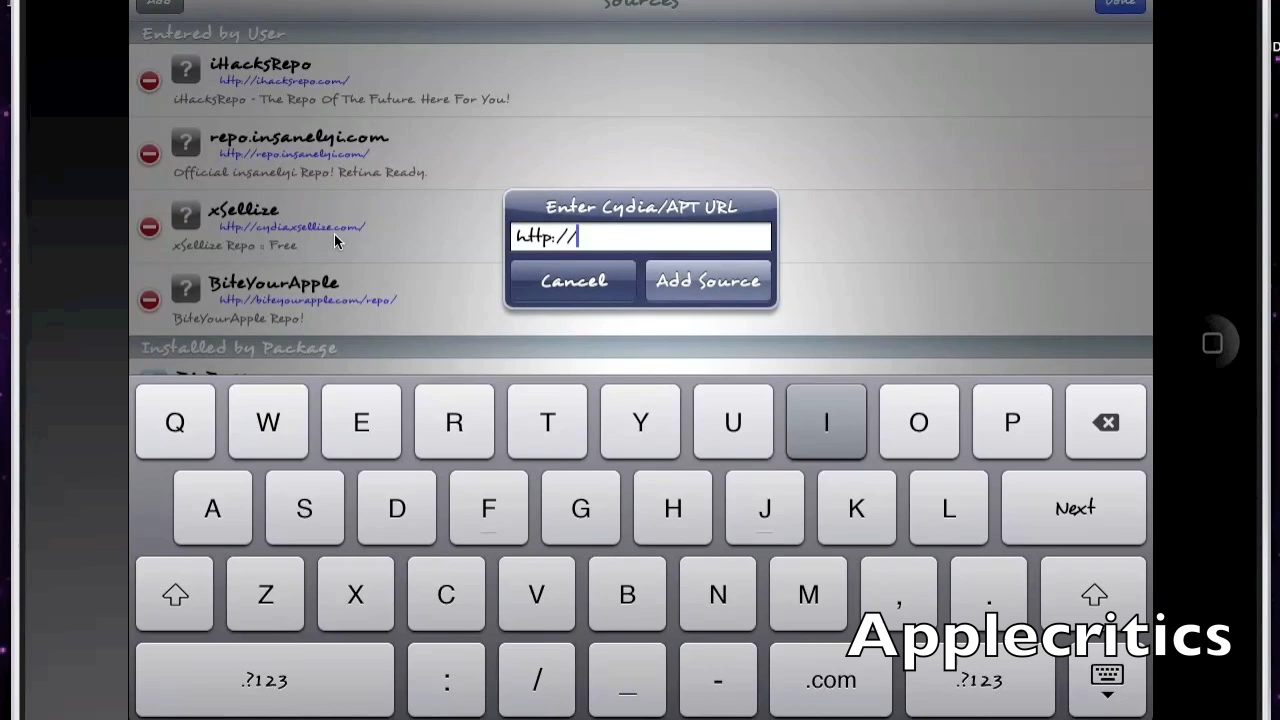 Add
Sources
Done
Entered by User
iHacksRepo
http://ihacksrepo.com/
iHacksRepo - The Repo Of The Future. Here For You!
repo.insanelyi.com
http://repo.insanelyi.com/
Official insanelyi Repo! Retina Ready.
xSellize
http://cydia.xsellize.com/
xSellize Repo :: Free
BiteYourApple
http://biteyourapple.com/repo/
BiteYourApple Repo!
Installed by Package
Enter Cydia/APT URL
http://
Cancel
Add Source
Q W E R T Y U I O P
A S D F G H J K L Next
Z X C V B N M , .
.?123 : / _ - .com .?123
Applecritics
D